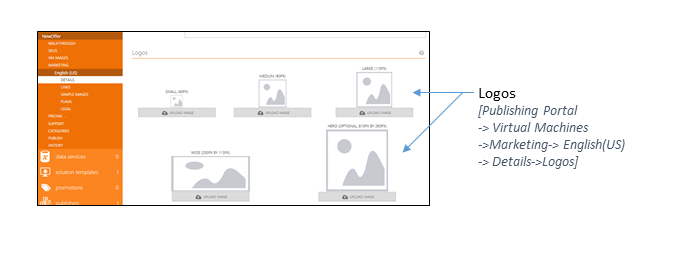 NewOffer
WALKTHROUGH
SKUS
VM IMAGES
MARKETING
English (US)
DETAILS
LINKS
SAMPLE IMAGES
PLANS
LEGAL
PRICING
SUPPORT
CATEGORIES
PUBLISH
HISTORY
data services 0
solution templates 1
promotions 0
publishers 1
Logos
SMALL (40PX)
UPLOAD IMAGE
MEDIUM (90PX)
UPLOAD IMAGE
LARGE (115PX)
UPLOAD IMAGE
WIDE (255PX BY 115PX)
UPLOAD IMAGE
HERO (OPTIONAL, 815PX BY 290PX)
UPLOAD IMAGE
Logos
[Publishing Portal
-> Virtual Machines
->Marketing-> English(US)
-> Details->Logos]